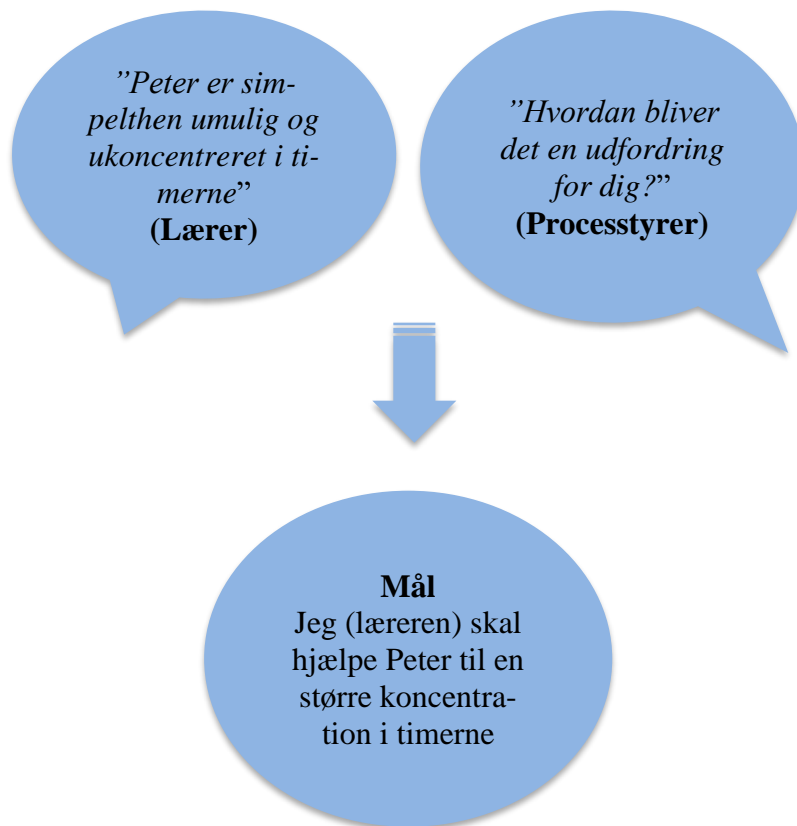 ”Peter er sim-
pelthen umulig og
ukoncentreret i ti-
merne”
(Lærer)
”Hvordan bliver
det en udfordring
for dig?”
(Processtyrer)
Mål
Jeg (læreren) skal
hjælpe Peter til en
større koncentra-
tion i timerne